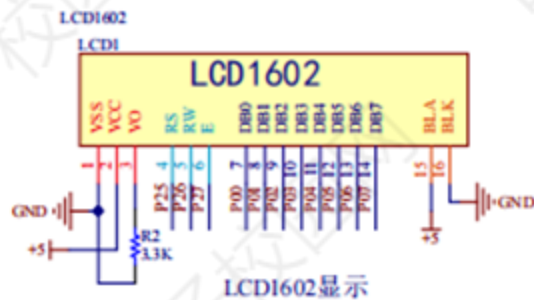 LCD1602
LCD1
LCD1602
VSS VCC VO RS RW E DB0 DB1 DB2 DB3 DB4 DB5 DB6 DB7 BLA BLK
1 2 3 4 5 6 7 8 9 10 11 12 13 14 15 16
P25 P26 P27 P00 P01 P02 P03 P04 P05 P06 P07
GND
GND
+5
R2
3.3K
+5
LCD1602显示